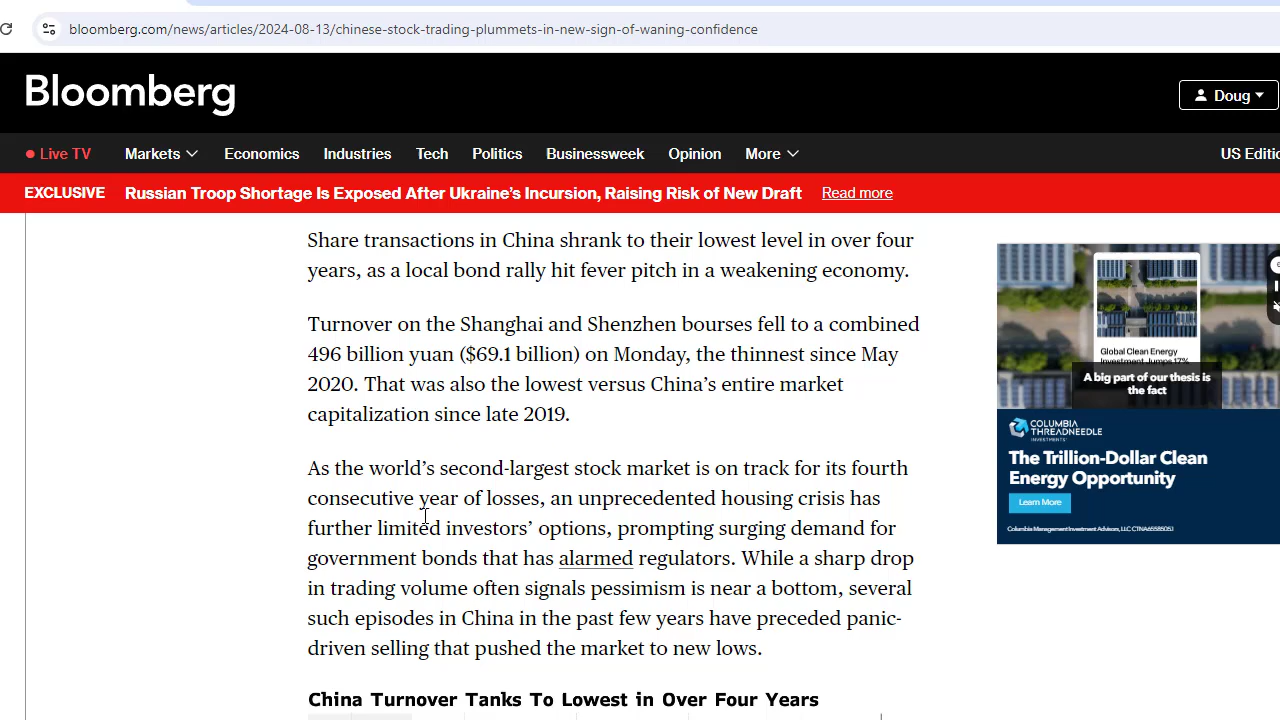 bloomberg.com/news/articles/2024-08-13/chinese-stock-trading-plummets-in-new-sign-of-waning-confidence
Bloomberg
Doug
Live TV
Markets
Economics
Industries
Tech
Politics
Businessweek
Opinion
More
US Editio
EXCLUSIVE
Russian Troop Shortage Is Exposed After Ukraine's Incursion, Raising Risk of New Draft
Read more
Share transactions in China shrank to their lowest level in over four
years, as a local bond rally hit fever pitch in a weakening economy.
Turnover on the Shanghai and Shenzhen bourses fell to a combined
496 billion yuan ($69.1 billion) on Monday, the thinnest since May
2020. That was also the lowest versus China's entire market
capitalization since late 2019.
As the world's second-largest stock market is on track for its fourth
consecutive year of losses, an unprecedented housing crisis has
further limited investors' options, prompting surging demand for
government bonds that has alarmed regulators. While a sharp drop
in trading volume often signals pessimism is near a bottom, several
such episodes in China in the past few years have preceded panic-
driven selling that pushed the market to new lows.
China Turnover Tanks To Lowest in Over Four Years
Global Clean Energy
Investment Jumps 17%
A big part of our thesis is
the fact
COLUMBIA
THREADNEEDLE
INVESTMENTS
The Trillion-Dollar Clean
Energy Opportunity
Learn More
Columbia Management Investment Advisors, LLC